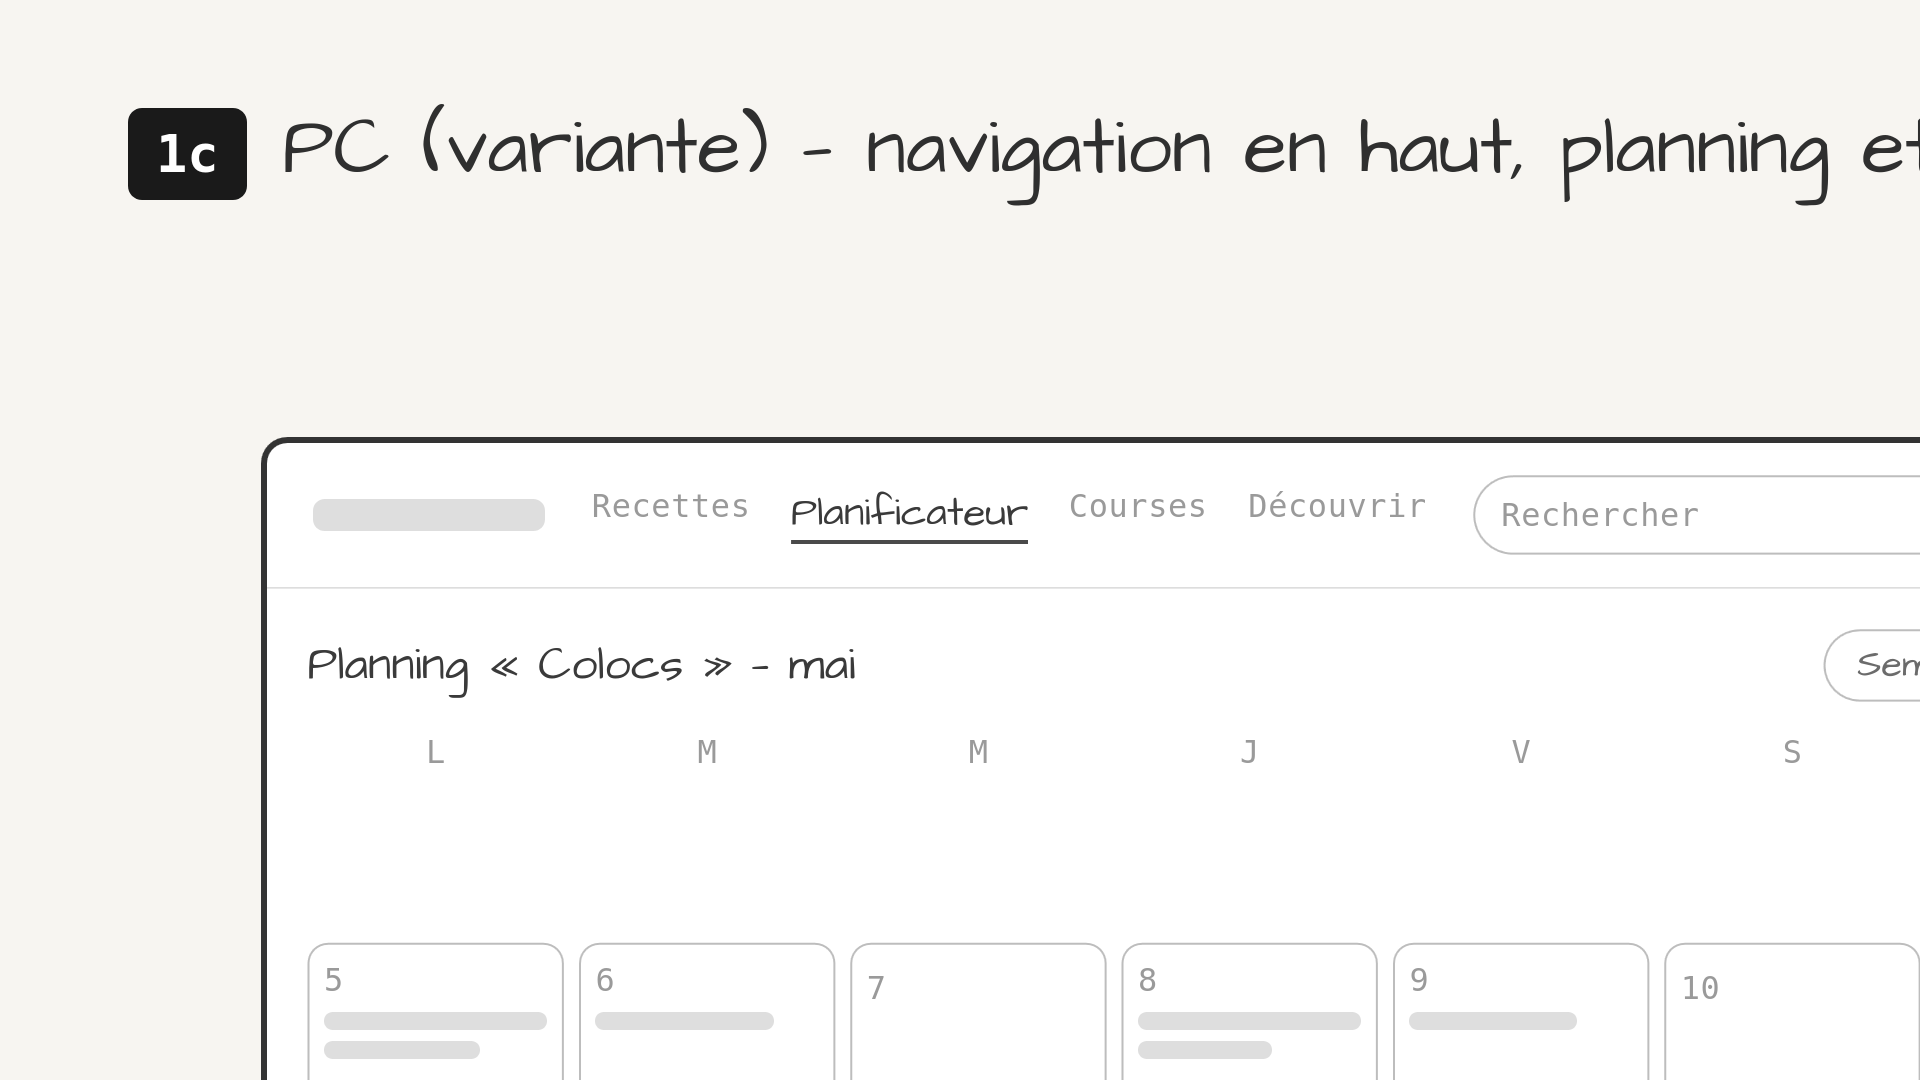 1c PC (variante) - navigation en haut, planning et
Recettes Planificateur Courses Découvrir Rechercher
Planning « Colocs » - mai
L M M J V S
5 6 7 8 9 10